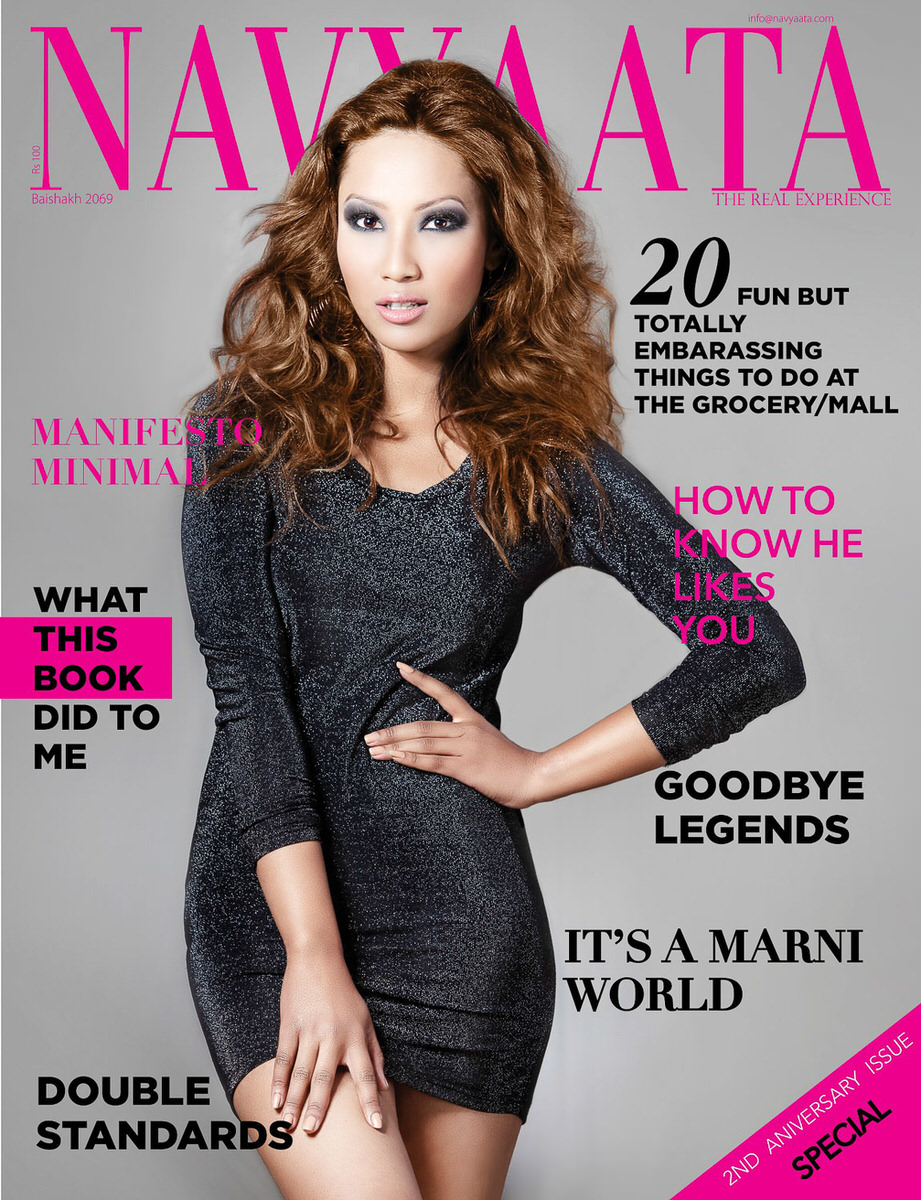 info@navyaata.com
NAVYAATA
Rs 100
Baishakh 2069
THE REAL EXPERIENCE
20 FUN BUT
TOTALLY
EMBARASSING
THINGS TO DO AT
THE GROCERY/MALL
MANIFESTO
MINIMAL
HOW TO
KNOW HE
LIKES
YOU
WHAT
THIS
BOOK
DID TO
ME
GOODBYE
LEGENDS
IT'S A MARNI
WORLD
DOUBLE
STANDARDS
2ND ANIVERSARY ISSUE
SPECIAL